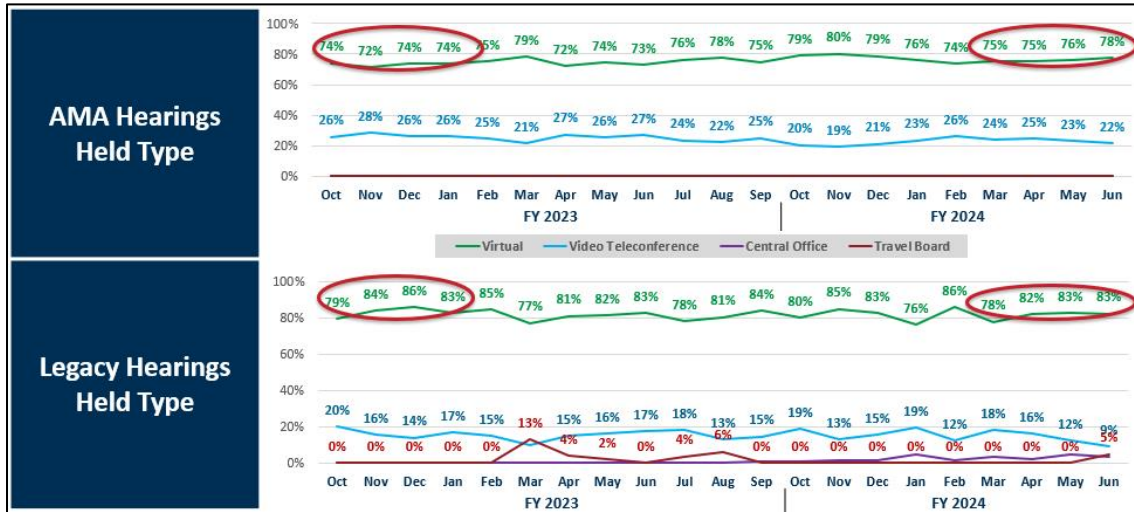 AMA Hearings
Held Type
100%
80%
60%
40%
20%
0%
74% 72% 74% 74% 75% 79% 72% 74% 73% 76% 78% 75% 79% 80% 79% 76% 74% 75% 75% 76% 78%
26% 28% 26% 26% 25% 21% 27% 26% 27% 24% 22% 25% 20% 19% 21% 23% 26% 24% 25% 23% 22%
Oct Nov Dec Jan Feb Mar Apr May Jun Jul Aug Sep Oct Nov Dec Jan Feb Mar Apr May Jun
FY 2023 FY 2024
Virtual Video Teleconference Central Office Travel Board
Legacy Hearings
Held Type
100%
80%
60%
40%
20%
0%
79% 84% 86% 83% 85% 77% 81% 82% 83% 78% 81% 84% 80% 85% 83% 76% 86% 78% 82% 83% 83%
20% 16% 14% 17% 15% 15% 16% 17% 18% 13% 15% 19% 13% 15% 19% 12% 18% 16% 12% 9%
0% 0% 0% 0% 0% 13% 4% 2% 0% 4% 6% 0% 0% 0% 0% 0% 0% 0% 0% 0% 5%
Oct Nov Dec Jan Feb Mar Apr May Jun Jul Aug Sep Oct Nov Dec Jan Feb Mar Apr May Jun
FY 2023 FY 2024